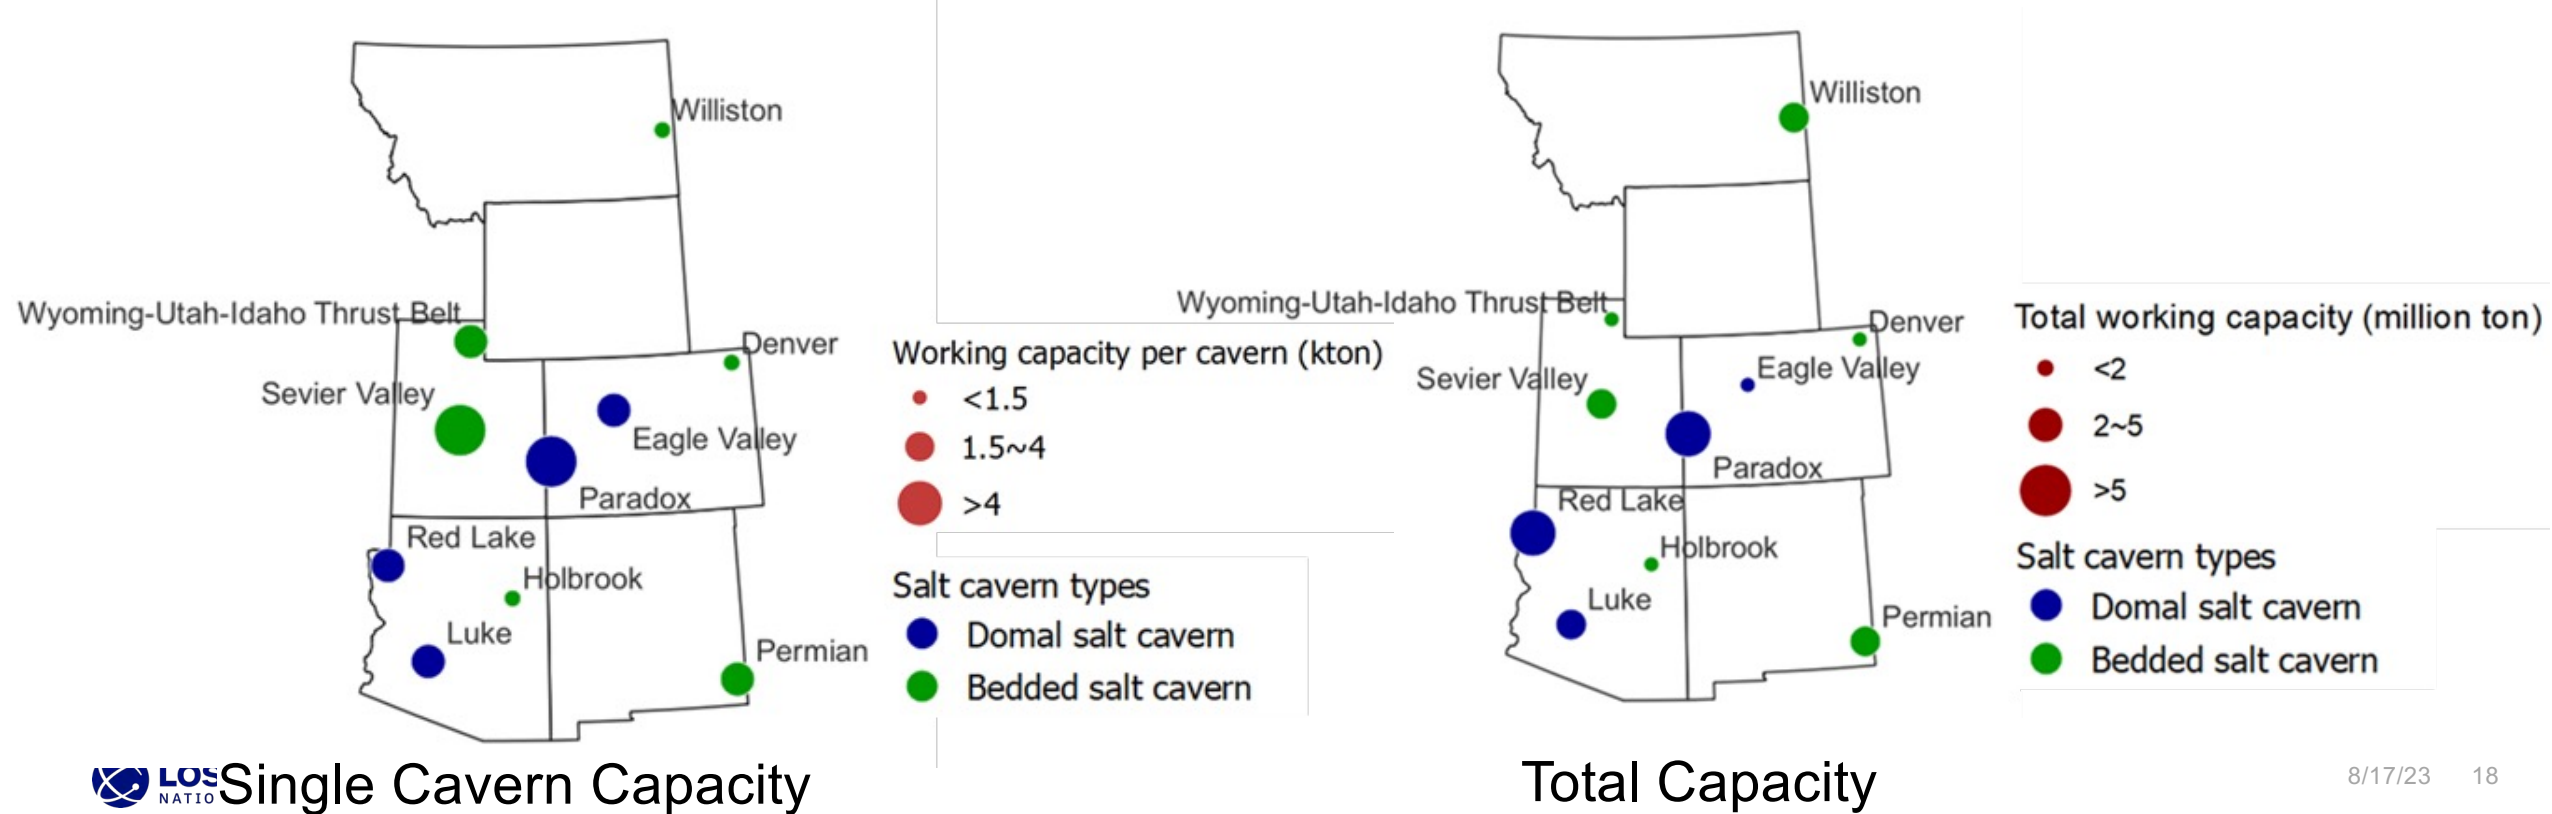 Williston
Wyoming-Utah-Idaho Thrust Belt
Denver
Sevier Valley
Eagle Valley
Paradox
Red Lake
Holbrook
Luke
Permian
Working capacity per cavern (kton)
<1.5
1.5~4
>4
Salt cavern types
Domal salt cavern
Bedded salt cavern
Single Cavern Capacity
Williston
Wyoming-Utah-Idaho Thrust Belt
Denver
Eagle Valley
Sevier Valley
Paradox
Red Lake
Holbrook
Luke
Permian
Total working capacity (million ton)
<2
2~5
>5
Salt cavern types
Domal salt cavern
Bedded salt cavern
Total Capacity
LOS
NATIO
8/17/23 18